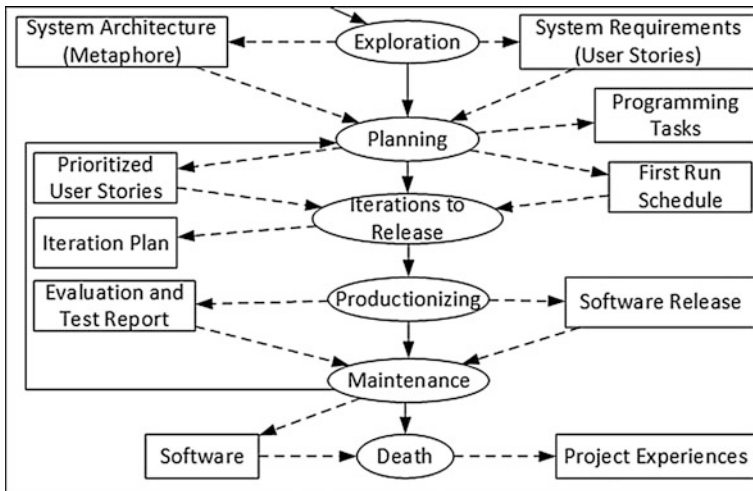 System Architecture
(Metaphore)
Exploration
System Requirements
(User Stories)
Programming
Tasks
Planning
Prioritized
User Stories
First Run
Schedule
Iterations to
Release
Iteration Plan
Evaluation and
Test Report
Productionizing
Software Release
Maintenance
Software
Death
Project Experiences